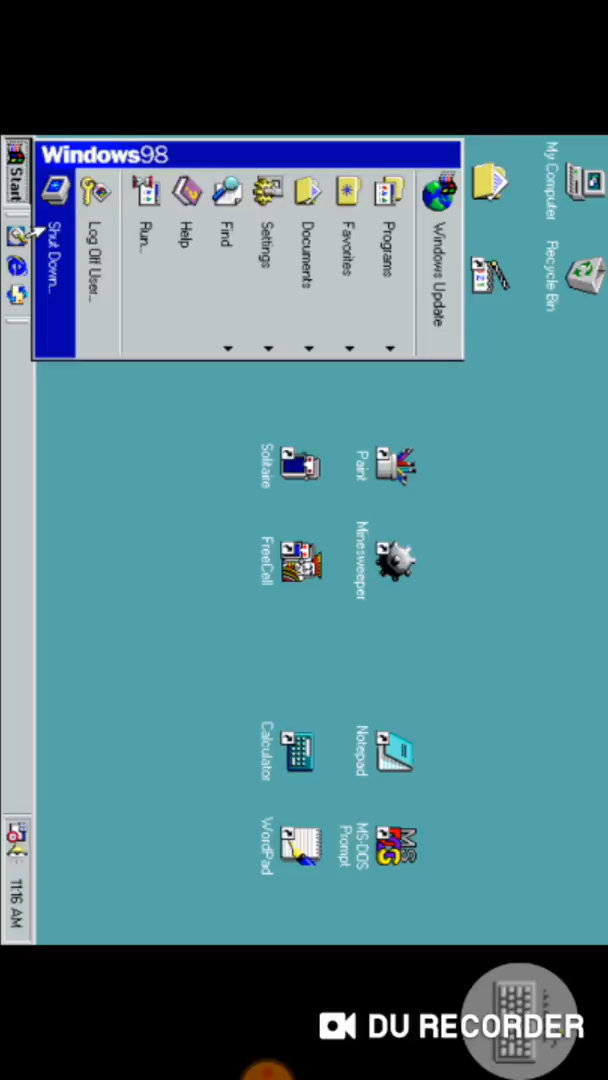 My Computer
Recycle Bin
Windows Update
Programs
Favorites
Documents
Settings
Find
Help
Run...
Log Off User...
Shut Down...
Windows98
Paint
Minesweeper
Notepad
MS-DOS
Prompt
Solitaire
FreeCell
Calculator
WordPad
Start
11:16 AM
DU RECORDER